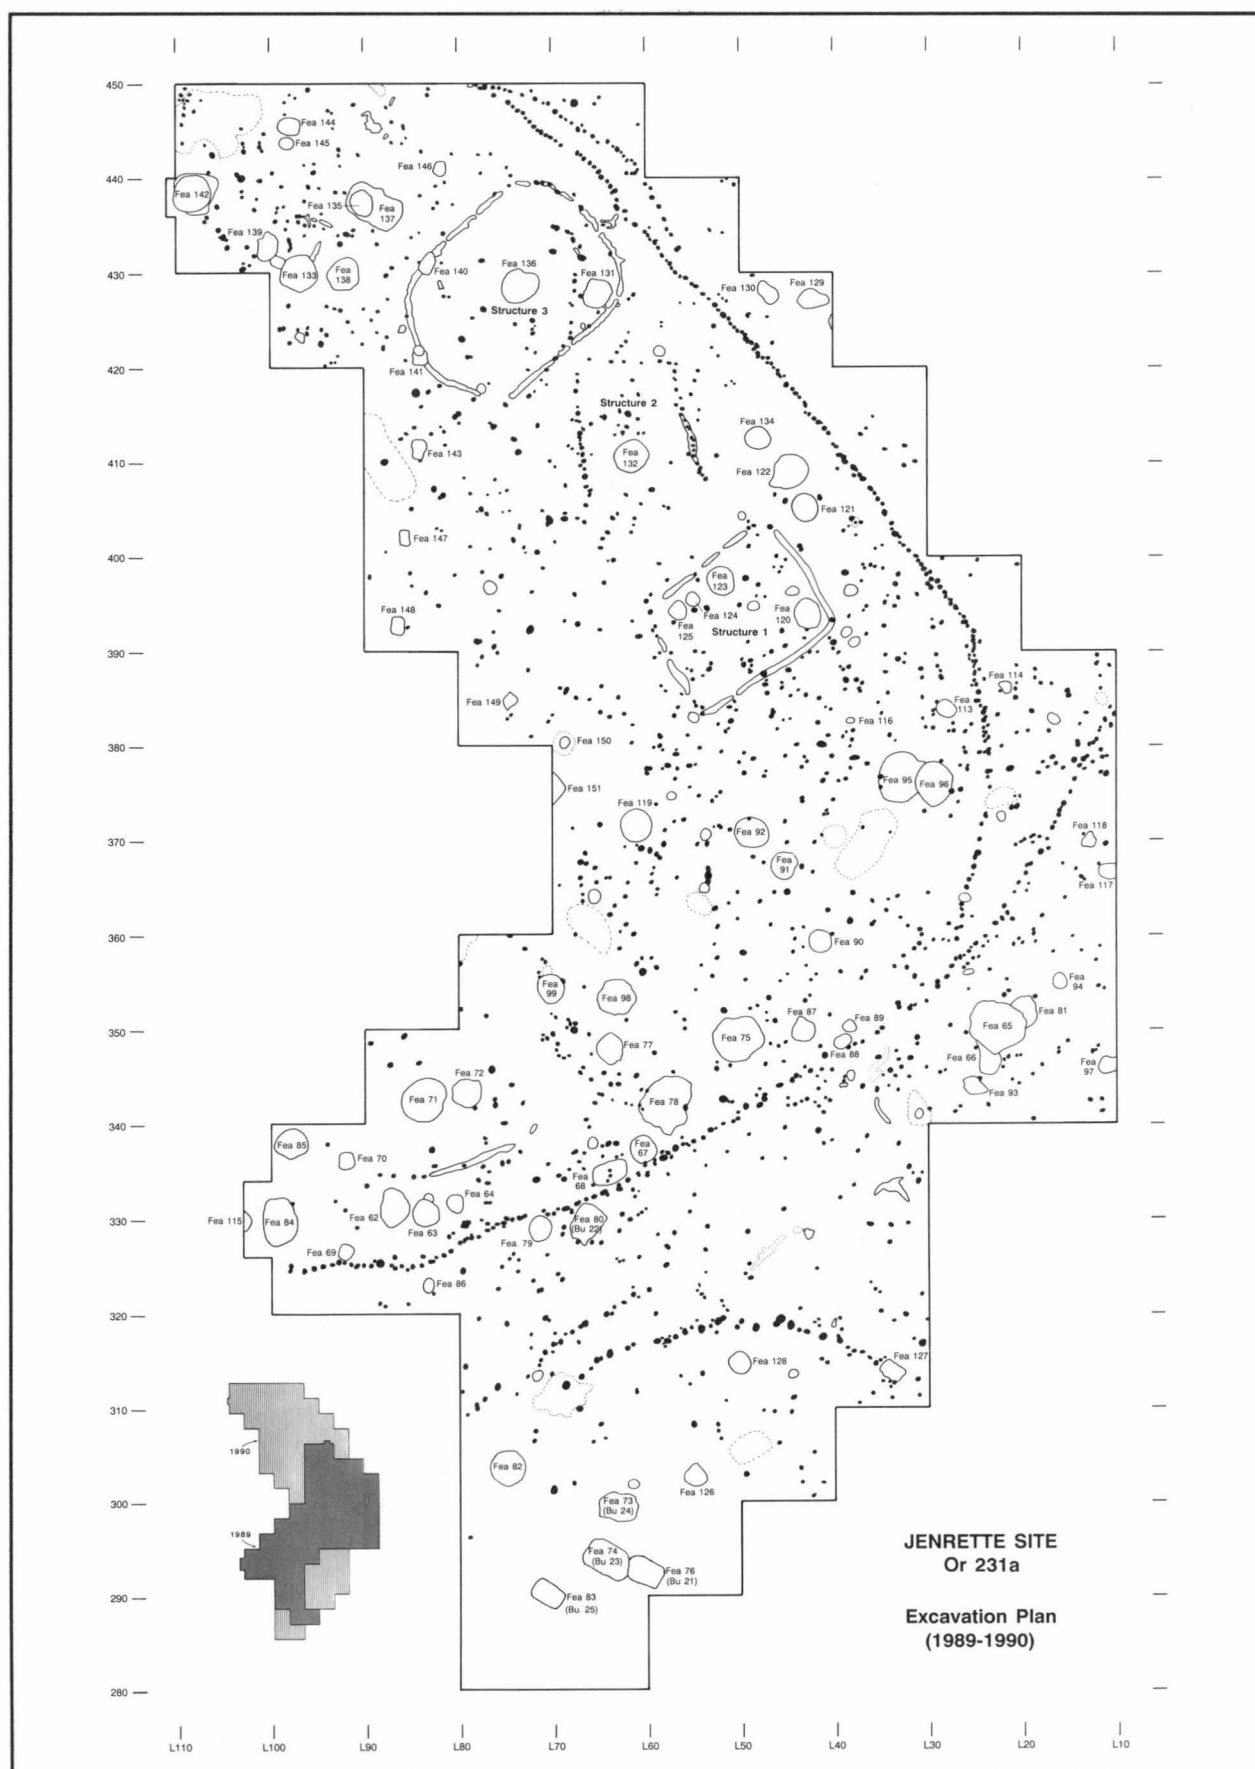 450
Fea 144
Fea 145
Fea 146
440
Fea 142
Fea 135
Fea
137
Fea 139
430
Fea 133
Fea
138
Fea 140
Fea 136
Fea 131
Fea 130
Fea 129
Structure 3
420
Fea 141
Structure 2
Fea 134
410
Fea 143
Fea
132
Fea 122
Fea 121
400
Fea 147
Fea
123
Fea 148
Fea 124
Fea
125
Fea
120
Structure 1
390
Fea 149
Fea 114
Fea
113
Fea 116
380
Fea 150
Fea 151
Fea 95
Fea 96
Fea 119
370
Fea 92
Fea 118
Fea
91
Fea 117
360
Fea 90
Fea
99
Fea 98
Fea
94
350
Fea 87
Fea 89
Fea 81
Fea 65
Fea 75
Fea 77
Fea 88
Fea 66
Fea
97
Fea 72
Fea 71
Fea 78
Fea 93
340
Fea 85
Fea 70
Fea
67
Fea
68
Fea 64
330
Fea 115
Fea 84
Fea 62
Fea 63
Fea. 79
Fea 80
(Bu 22)
Fea 69
Fea 86
320
Fea 128
Fea 127
310
1990
Fea 82
Fea 126
300
Fea 73
(Bu 24)
1989
Fea 74
(Bu 23)
Fea 76
(Bu 21)
290
Fea 83
(Bu. 25)
280
JENRETTE SITE
Or 231a
Excavation Plan
(1989-1990)
L110
L100
L90
L80
L70
L60
L50
L40
L30
L20
L10